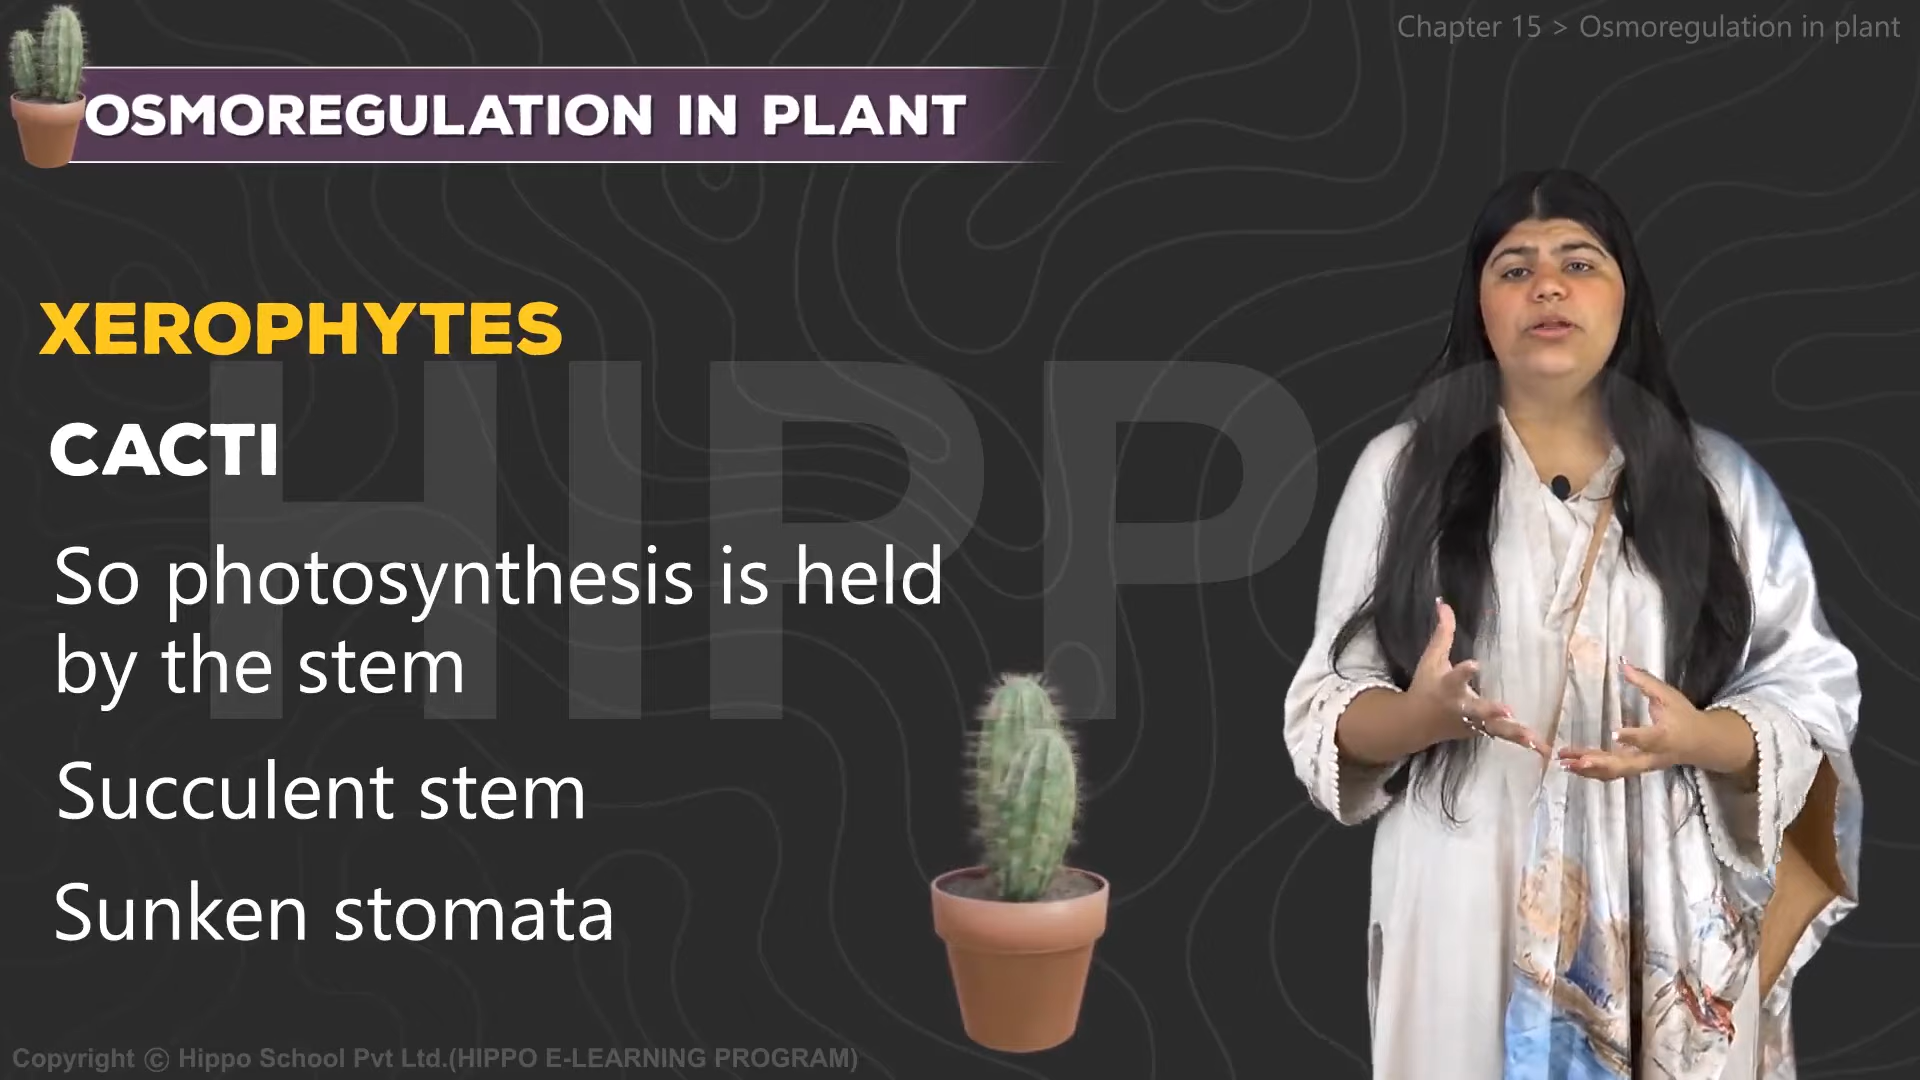 Chapter 15 > Osmoregulation in plant
OSMOREGULATION IN PLANT
XEROPHYTES
HIPPO
CACTI
So photosynthesis is held
by the stem
Succulent stem
Sunken stomata
Copyright © Hippo School Pvt Ltd.(HIPPO E-LEARNING PROGRAM)